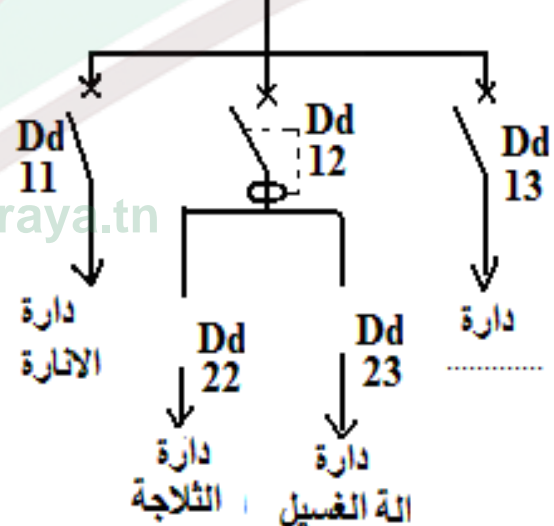 Dd
11
Dd
12
Dd
13
raya.tn
دارة
الانارة
دارة
..................
Dd
22
Dd
23
دارة
الثلاجة
دارة
الة الغسيل